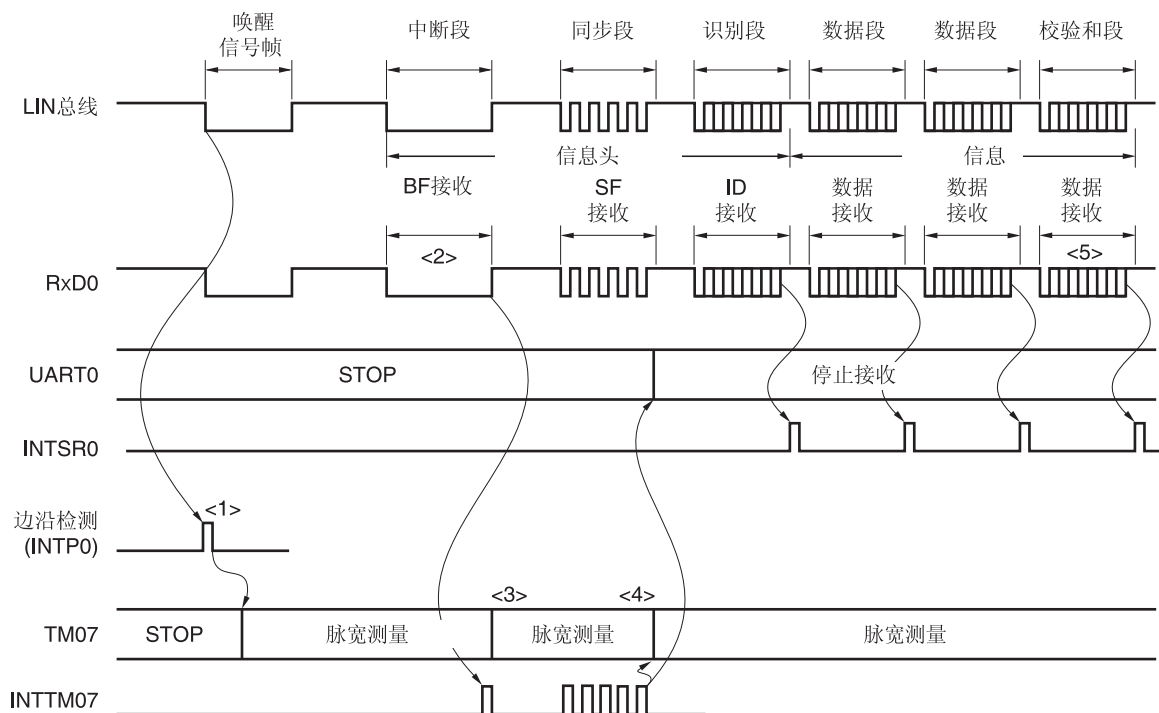 唤醒
信号帧
中断段
同步段
识别段
数据段
数据段
校验和段
LIN总线
信息头
信息
BF接收
SF
接收
ID
接收
数据
接收
数据
接收
数据
接收
<2>
<5>
RxD0
UART0
STOP
停止接收
INTSR0
边沿检测
(INTP0)
<1>
<3>
<4>
TM07
STOP
脉宽测量
脉宽测量
脉宽测量
INTTM07